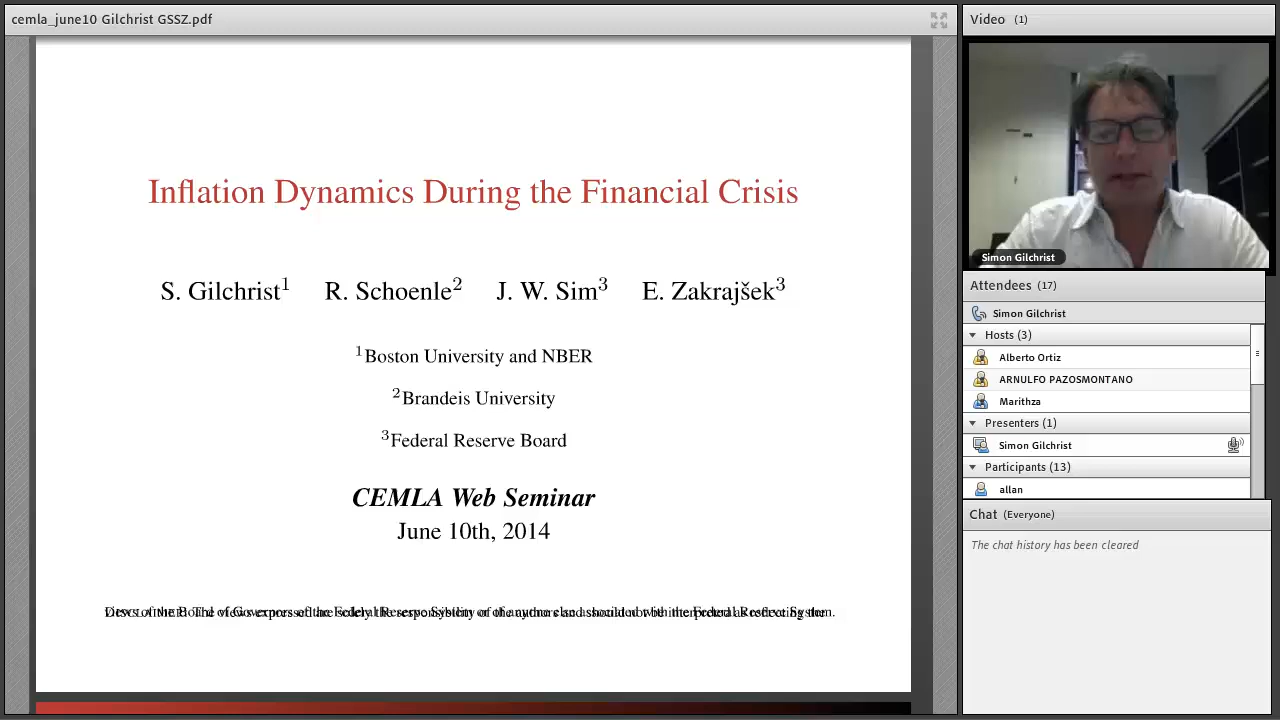 cemla_june10 Gilchrist GSSZ.pdf
Inflation Dynamics During the Financial Crisis
S. Gilchrist1 R. Schoenle2 J. W. Sim3 E. Zakrajšek3
1Boston University and NBER
2Brandeis University
3Federal Reserve Board
CEMLA Web Seminar
June 10th, 2014
Video (1)
Simon Gilchrist
Attendees (17)
Simon Gilchrist
Hosts (3)
Alberto Ortiz
ARNULFO PAZOSMONTANO
Marithza
Presenters (1)
Simon Gilchrist
Participants (13)
allan
Chat (Everyone)
The chat history has been cleared